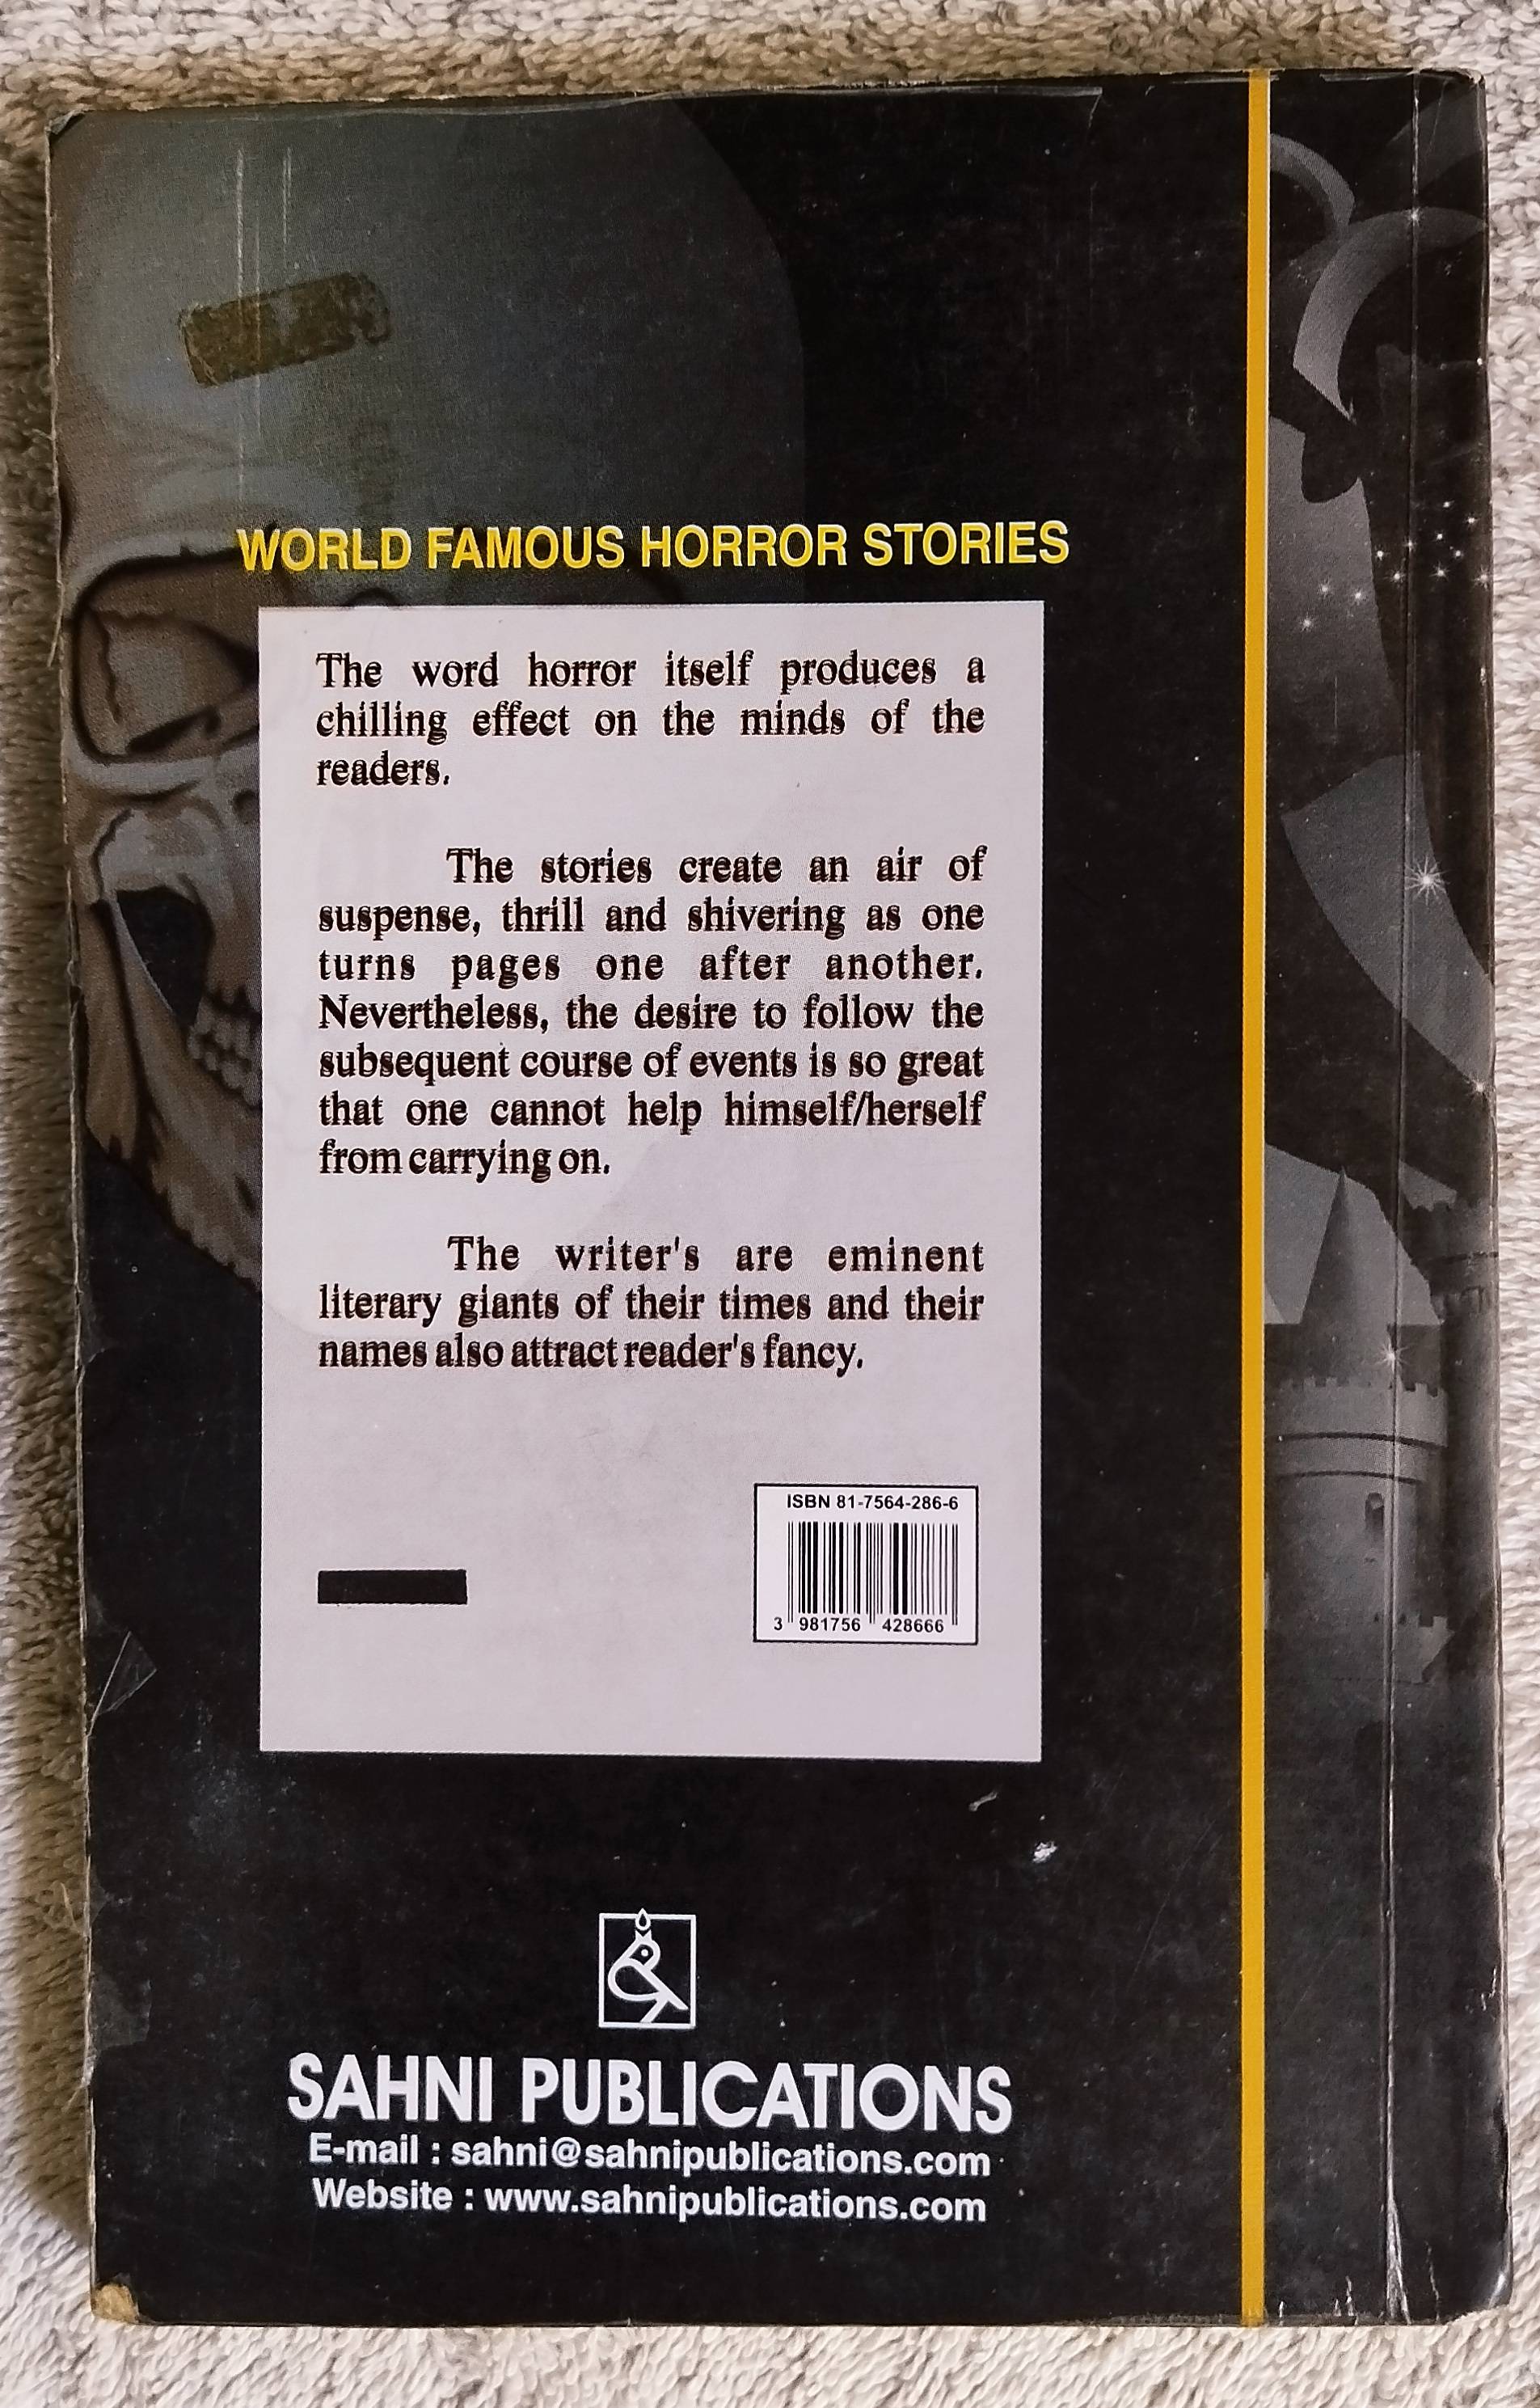 WORLD FAMOUS HORROR STORIES
The word horror itself produces a
chilling effect on the minds of the
readers.
The stories create an air of
suspense, thrill and shivering as one
turns pages one after another.
Nevertheless, the desire to follow the
subsequent course of events is so great
that one cannot help himself/herself
from carrying on.
The writer's are eminent
literary giants of their times and their
names also attract reader's fancy.
ISBN 81-7564-286-6
3 981756 428666
SAHNI PUBLICATIONS
E-mail : sahni@sahnipublications.com
Website : www.sahnipublications.com